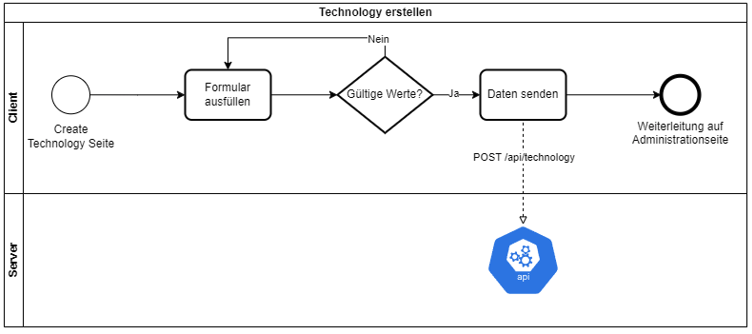 Technology erstellen
Client
Nein
Formular
ausfüllen
Gültige Werte?
Ja
Daten senden
Create
Technology Seite
Weiterleitung auf
Administrationseite
POST /api/technology
Server
api